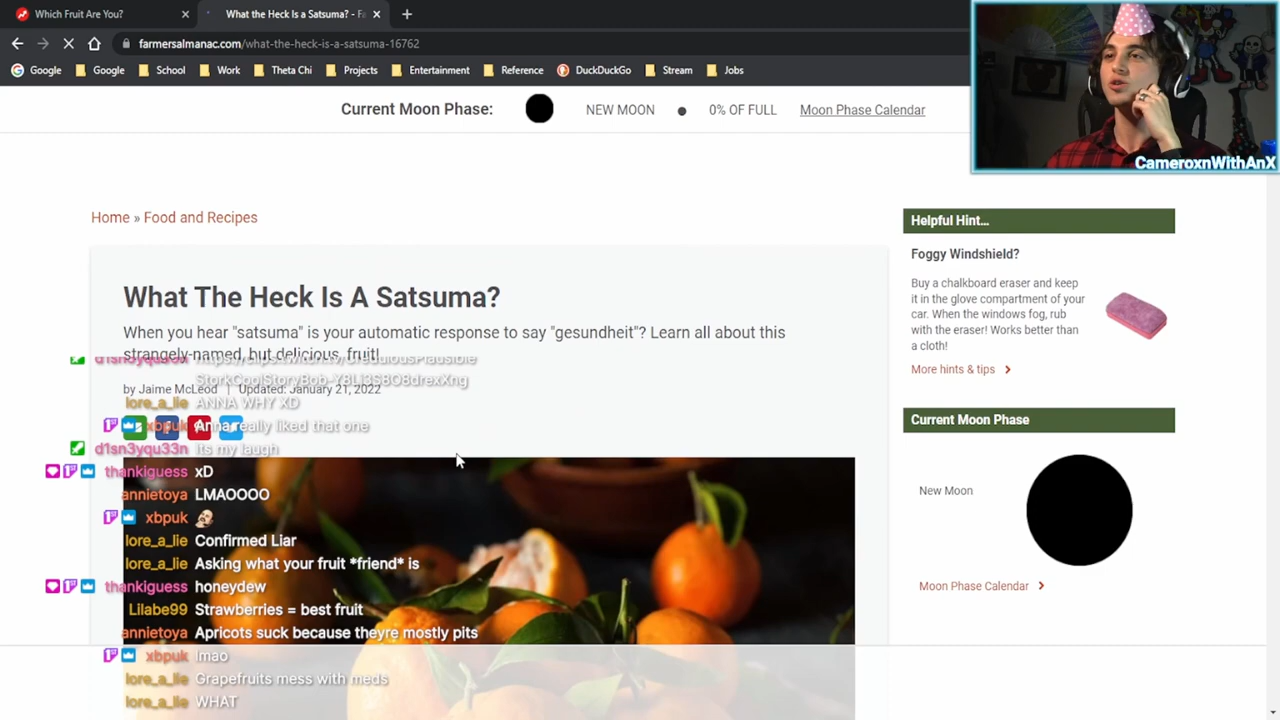 Which Fruit Are You?
What the Heck Is a Satsuma? - Fa
farmersalmanac.com/what-the-heck-is-a-satsuma-16762
Google Google School Work Theta Chi Projects Entertainment Reference DuckDuckGo Stream Jobs
CameroxnWithAnX
Current Moon Phase: NEW MOON 0% OF FULL Moon Phase Calendar
Home » Food and Recipes
What The Heck Is A Satsuma?
When you hear "satsuma" is your automatic response to say "gesundheit"? Learn all about this
strangely-named, but delicious, fruit!
by Jaime McLeod | Updated: January 21, 2022
d1sn3yqu33n
lore_a_lie ANNA WHY XD
xbpuk Anna really liked that one
d1sn3yqu33n Its my laugh
thankiguess xD
annietoya LMAOOOO
xbpuk
lore_a_lie Confirmed Liar
lore_a_lie Asking what your fruit *friend* is
thankiguess honeydew
Lilabe99 Strawberries = best fruit
annietoya Apricots suck because theyre mostly pits
xbpuk lmao
lore_a_lie Grapefruits mess with meds
lore_a_lie WHAT
Helpful Hint...
Foggy Windshield?
Buy a chalkboard eraser and keep
it in the glove compartment of your
car. When the windows fog, rub
with the eraser! Works better than
a cloth!
More hints & tips
Current Moon Phase
New Moon
Moon Phase Calendar